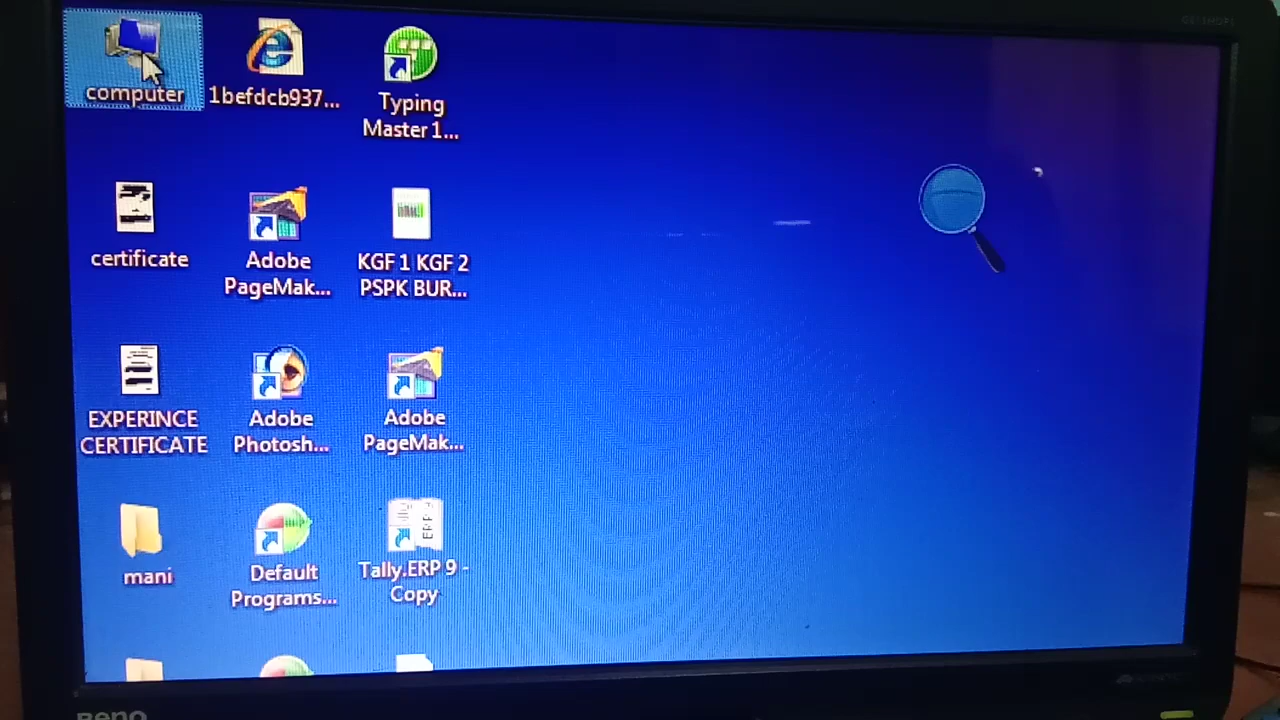 computer
1befdcb937...
Typing
Master 1...
certificate
Adobe
PageMak...
KGF 1 KGF 2
PSPK BUR...
EXPERINCE
CERTIFICATE
Adobe
Photosh...
Adobe
PageMak...
mani
Default
Programs...
Tally.ERP 9 -
Copy
BenQ